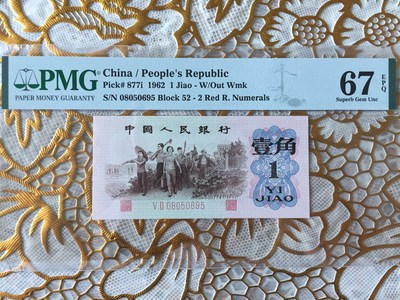 PMG
PAPER MONEY GUARANTY
China / People's Republic
Pick# 877i 1962 1 Jiao - W/Out Wmk
S/N 08050695 Block 52 - 2 Red R. Numerals
67 EPQ
Superb Gem Unc
中國人民銀行
壹角
1
YI
JIAO
V II 08050695